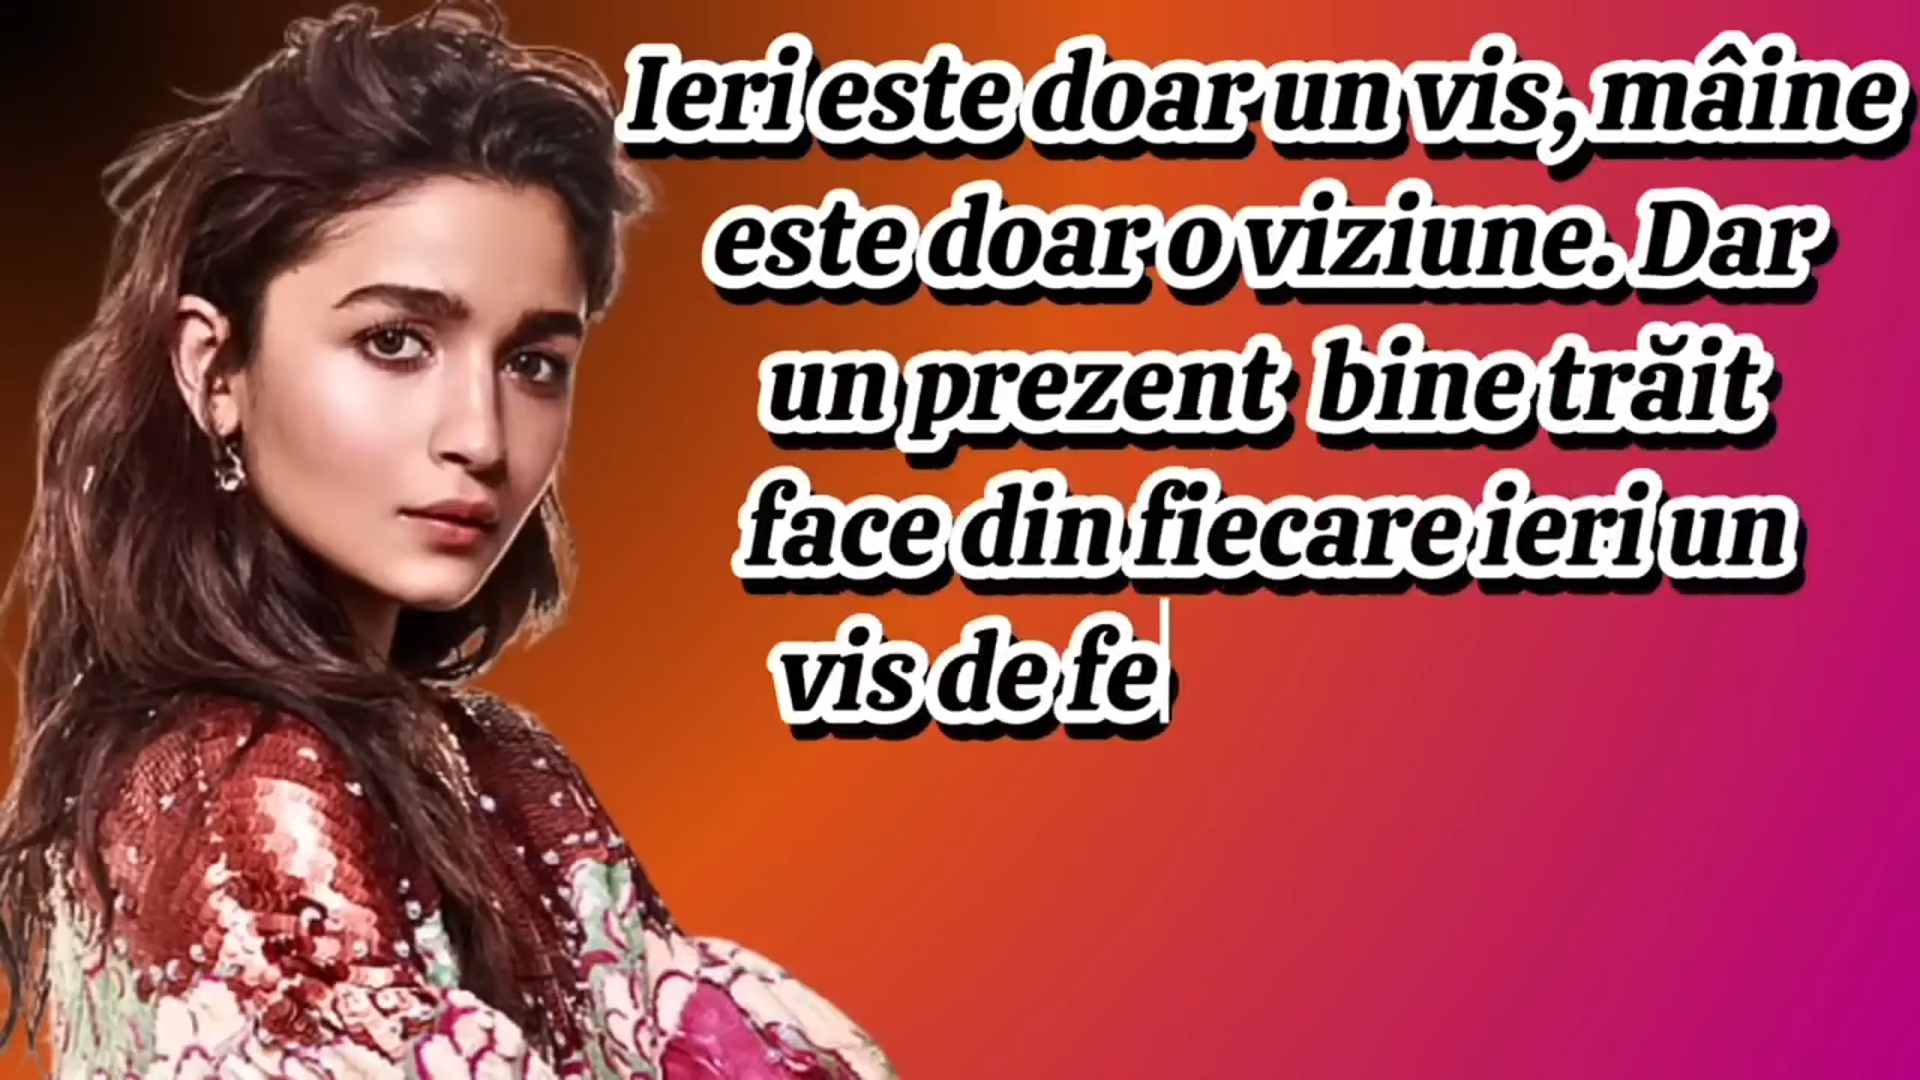 Ieri este doar un vis, mâine
este doar o viziune. Dar
un prezent bine trăit
face din fiecare ieri un
vis de fe